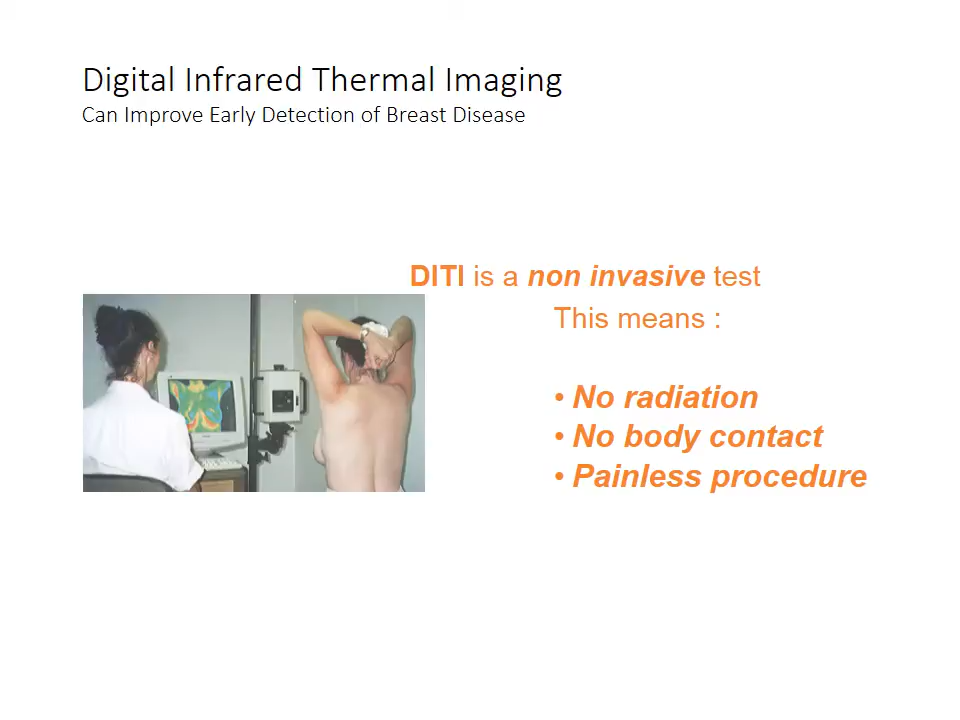 Digital Infrared Thermal Imaging
Can Improve Early Detection of Breast Disease
DITI is a non invasive test
This means :
• No radiation
• No body contact
• Painless procedure